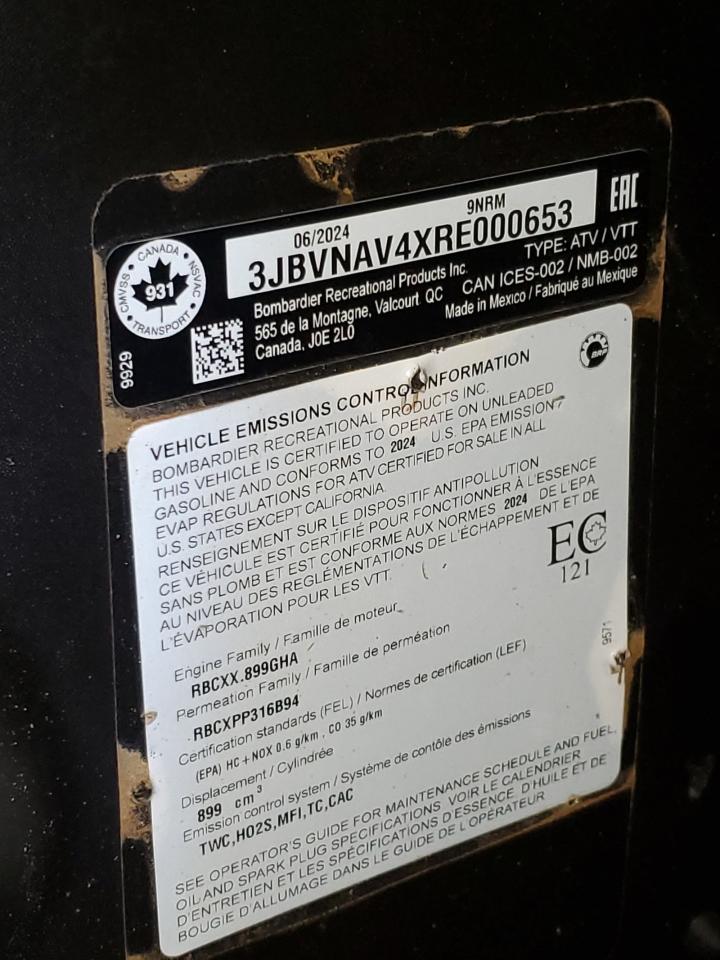 06/2024 9NRM
3JBVNAV4XRE000653
EAC
CANADA
CMVSS NSVAC
931
TRANSPORT
9929
Bombardier Recreational Products Inc.
565 de la Montagne, Valcourt QC
Canada, J0E 2L0
TYPE: ATV / VTT
CAN ICES-002 / NMB-002
Made in Mexico / Fabriqué au Mexique
BRP
VEHICLE EMISSIONS CONTROL INFORMATION
BOMBARDIER RECREATIONAL PRODUCTS INC.
THIS VEHICLE IS CERTIFIED TO OPERATE ON UNLEADED
GASOLINE AND CONFORMS TO 2024 U.S. EPA EMISSION/
EVAP REGULATIONS FOR ATV CERTIFIED FOR SALE IN ALL
U.S. STATES EXCEPT CALIFORNIA.
RENSEIGNEMENT SUR LE DISPOSITIF ANTIPOLLUTION
CE VÉHICULE EST CERTIFIÉ POUR FONCTIONNER À L'ESSENCE
SANS PLOMB ET EST CONFORME AUX NORMES 2024 DE L'EPA
AU NIVEAU DES REGLÉMENTATIONS DE L'ÉCHAPPEMENT ET DE
L'ÉVAPORATION POUR LES VTT.
EC
121
9571
Engine Family / Famille de moteur
RBCXX.899GHA
Permeation Family / Famille de perméation
RBCXPP316B94
Certification standards (FEL) / Normes de certification (LEF)
(EPA) HC + NOX 0.6 g/km , CO 35 g/km
Displacement / Cylindrée
899 cm3
Emission control system / Système de contrôle des émissions
TWC,HO2S,MFI,TC,CAC
SEE OPERATOR'S GUIDE FOR MAINTENANCE SCHEDULE AND FUEL,
OIL AND SPARK PLUG SPECIFICATIONS. VOIR LE CALENDRIER
D'ENTRETIEN ET LES SPÉCIFICATIONS D'ESSENCE, D'HUILE ET DE
BOUGIE D'ALLUMAGE DANS LE GUIDE DE L'OPÉRATEUR